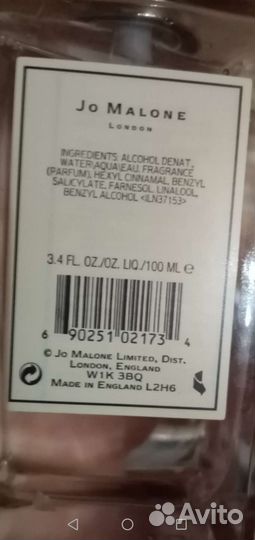 JO MALONE
LONDON
INGREDIENTS: ALCOHOL DENAT.,
WATER\AQUA\EAU, FRAGRANCE
(PARFUM), HEXYL CINNAMAL, BENZYL
SALICYLATE, FARNESOL, LINALOOL,
BENZYL ALCOHOL <ILN37153>
3.4 FL. OZ./OZ. LIQ./100 ML ℮
6 90251 02173 4
© JO MALONE LIMITED, DIST.
LONDON, ENGLAND
W1K 3BQ
MADE IN ENGLAND L2H6
Avito